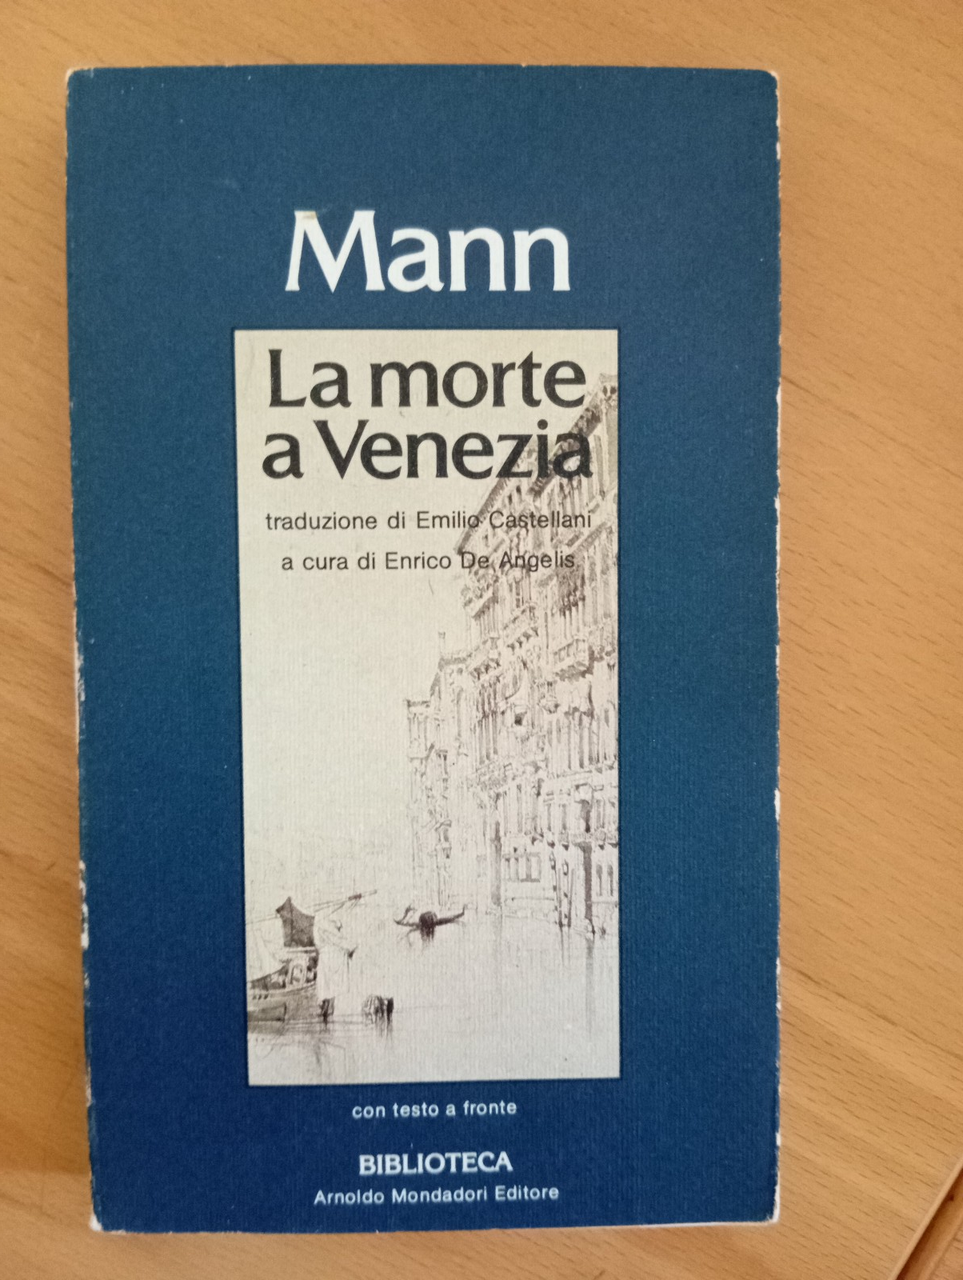 Mann
La morte
a Venezia
traduzione di Emilio Castellani
a cura di Enrico De Angelis
con testo a fronte
BIBLIOTECA
Arnoldo Mondadori Editore